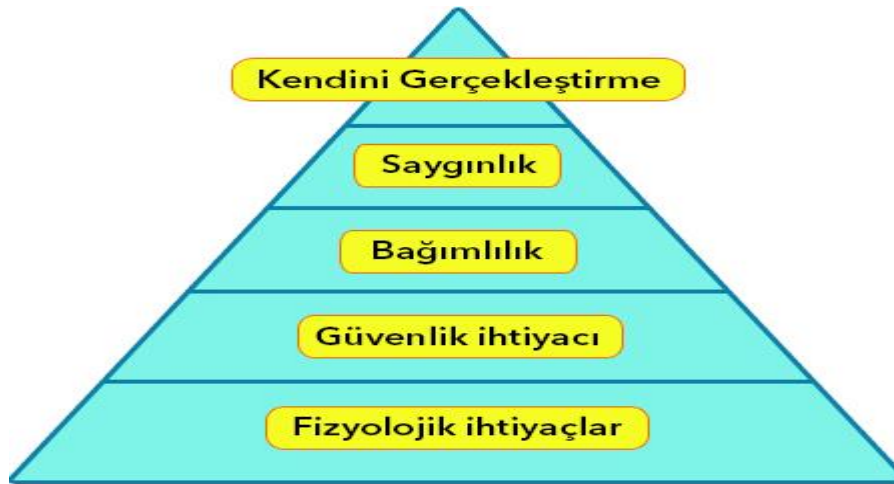 Kendini Gerçekleştirme
Saygınlık
Bağımlılık
Güvenlik ihtiyacı
Fizyolojik ihtiyaçlar